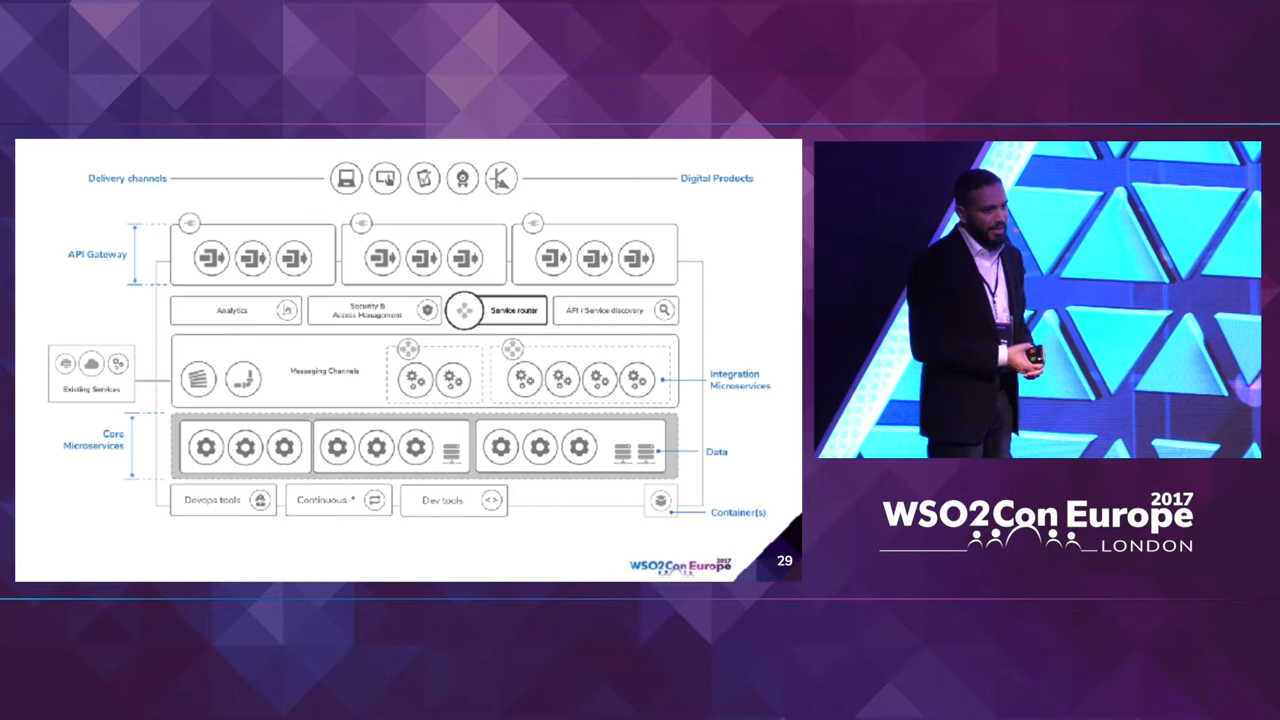 Delivery channels
Digital Products
API Gateway
Analytics
Security &
Access Management
Service router
API / Service discovery
Existing Services
Messaging Channels
Integration
Microservices
Core
Microservices
Data
Devops tools
Continuous-*
Dev tools
Container(s)
WSO2Con Europe
2017
29
WSO2Con Europe
2017
LONDON